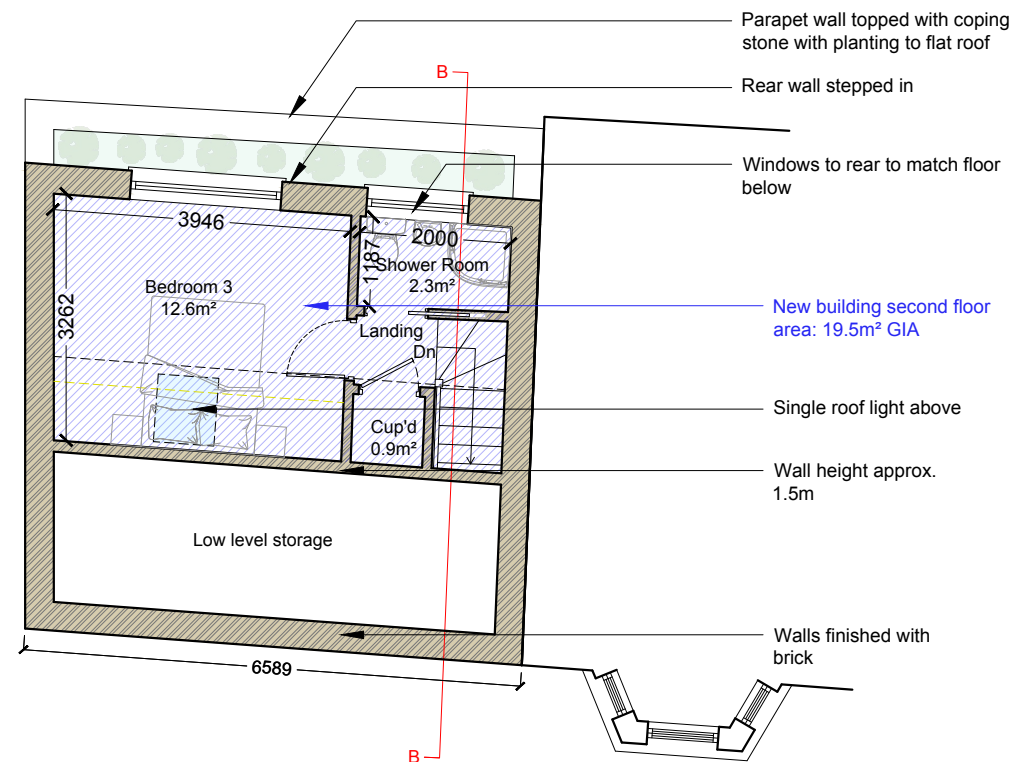 Parapet wall topped with coping
stone with planting to flat roof
B
Rear wall stepped in
Windows to rear to match floor
below
3946
2000
1187
Shower Room
2.3m²
Bedroom 3
12.6m²
3262
New building second floor
area: 19.5m² GIA
Landing
Dn
Single roof light above
Cup'd
0.9m²
Wall height approx.
1.5m
Low level storage
Walls finished with
brick
6589
B